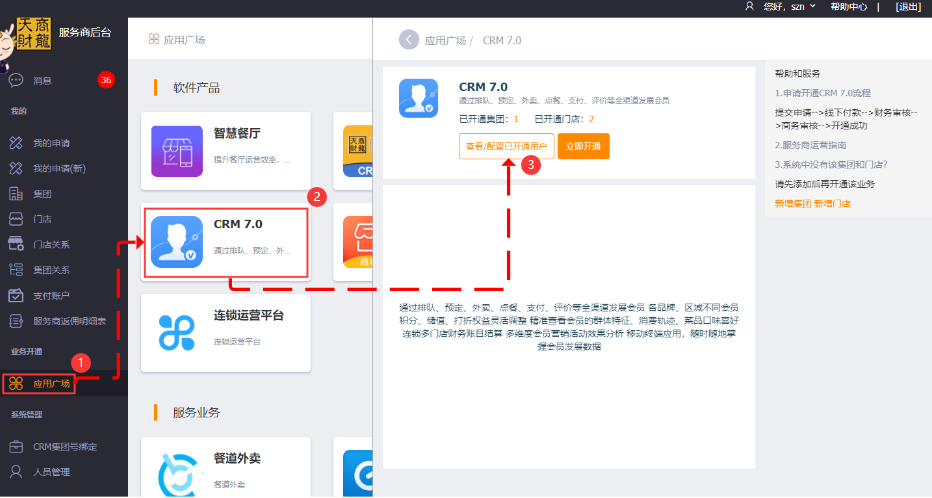 您好, szn
帮助中心 |
[退出]
天商
财龍
服务商后台
消息
36
我的
我的申请
我的申请(新)
集团
门店
门店关系
集团关系
支付账户
服务商返佣明细表
业务开通
1
应用广场
系统管理
CRM集团号绑定
人员管理
应用广场
软件产品
智慧餐厅
提升餐厅运营效率, ...
CR
2
CRM 7.0
通过排队、预定、外...
连锁运营平台
连锁运营平台
服务业务
餐道外卖
餐道外卖
应用广场 / CRM 7.0
CRM 7.0
通过排队、预定、外卖、点餐、支付、评价等全渠道发展会员
已开通集团：1 已开通门店：2
查看/配置已开通用户
立即开通
3
通过排队、预定、外卖、点餐、支付、评价等全渠道发展会员 各品牌、区域不同会员
积分、储值、打折权益灵活调整 精准查看会员的群体特征、消费轨迹、菜品口味喜好
连锁多门店财务账目结算 多维度会员营销活动效果分析 移动终端应用，随时随地掌
握会员发展数据
帮助和服务
1.申请开通CRM 7.0流程
提交申请-->线下付款-->财务审核--
>商务审核-->开通成功
2.服务商运营指南
3.系统中没有该集团和门店?
请先添加后再开通该业务
新增集团 新增门店